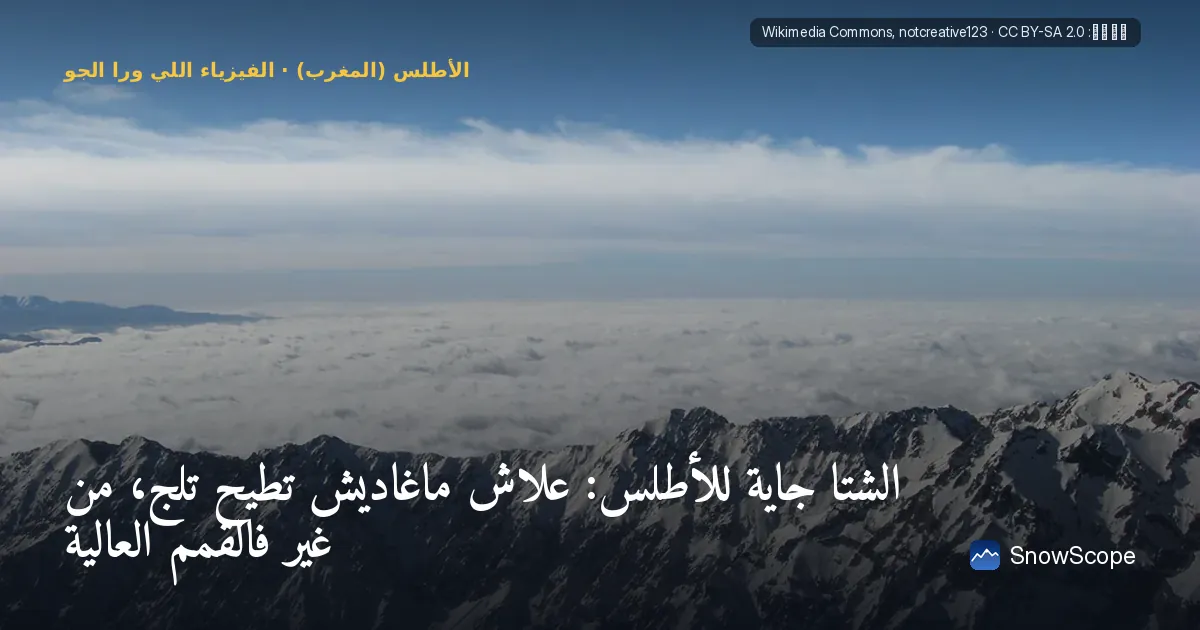 Wikimedia Commons, notcreative123 · CC BY-SA 2.0 :
الأطلس (المغرب) · الفيزياء اللي ورا الجو
الشتا جاية للأطلس: علاش ماغاديش تطيح تلج، من
غير فالقمم العالية
SnowScope